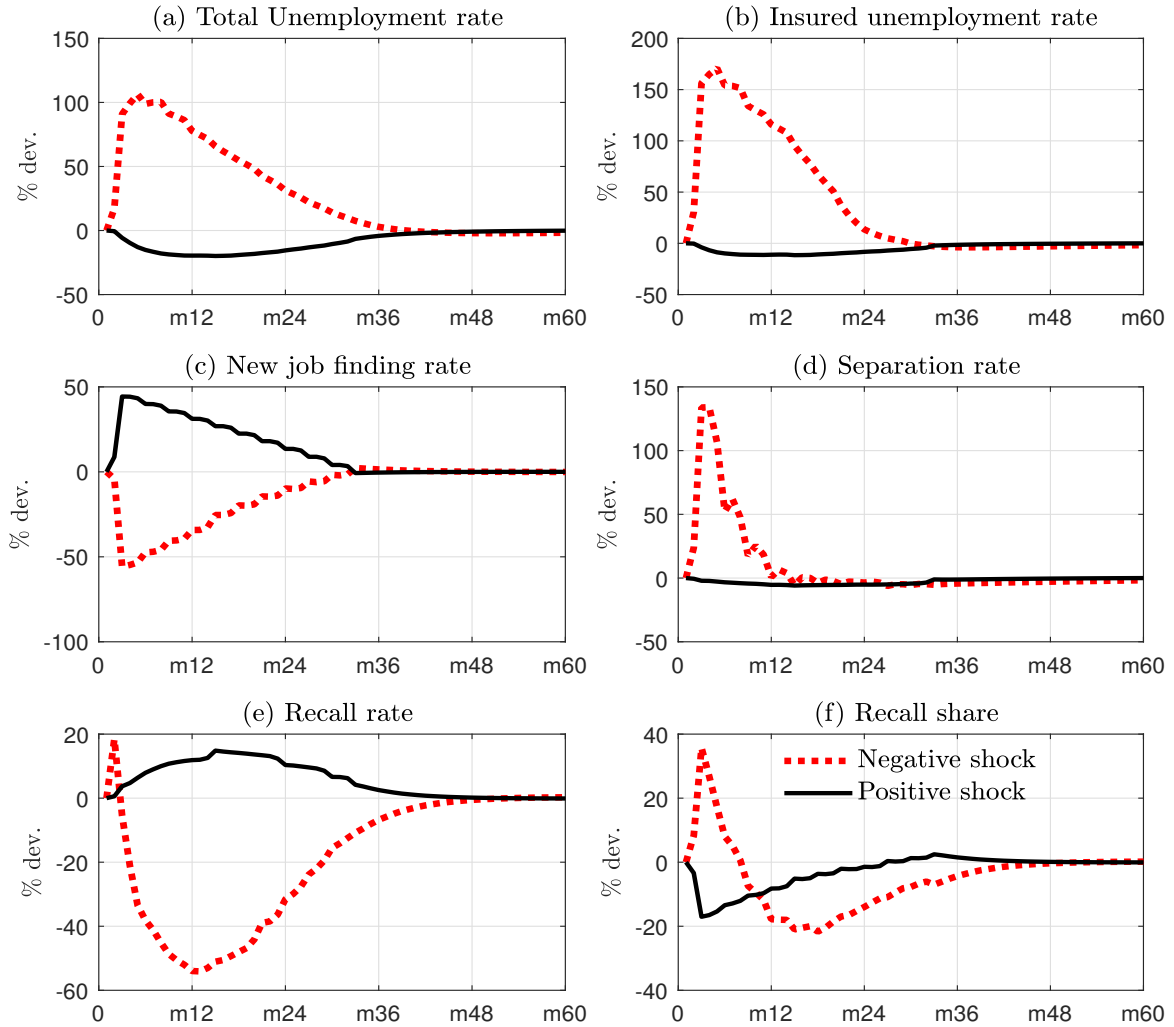 (a) Total Unemployment rate
150
100
50
0
-50
% dev.
0 m12 m24 m36 m48 m60
(b) Insured unemployment rate
200
150
100
50
0
-50
% dev.
0 m12 m24 m36 m48 m60
(c) New job finding rate
50
0
-50
-100
% dev.
0 m12 m24 m36 m48 m60
(d) Separation rate
150
100
50
0
-50
% dev.
0 m12 m24 m36 m48 m60
(e) Recall rate
20
0
-20
-40
-60
% dev.
0 m12 m24 m36 m48 m60
(f) Recall share
40
20
0
-20
-40
% dev.
Negative shock
Positive shock
0 m12 m24 m36 m48 m60